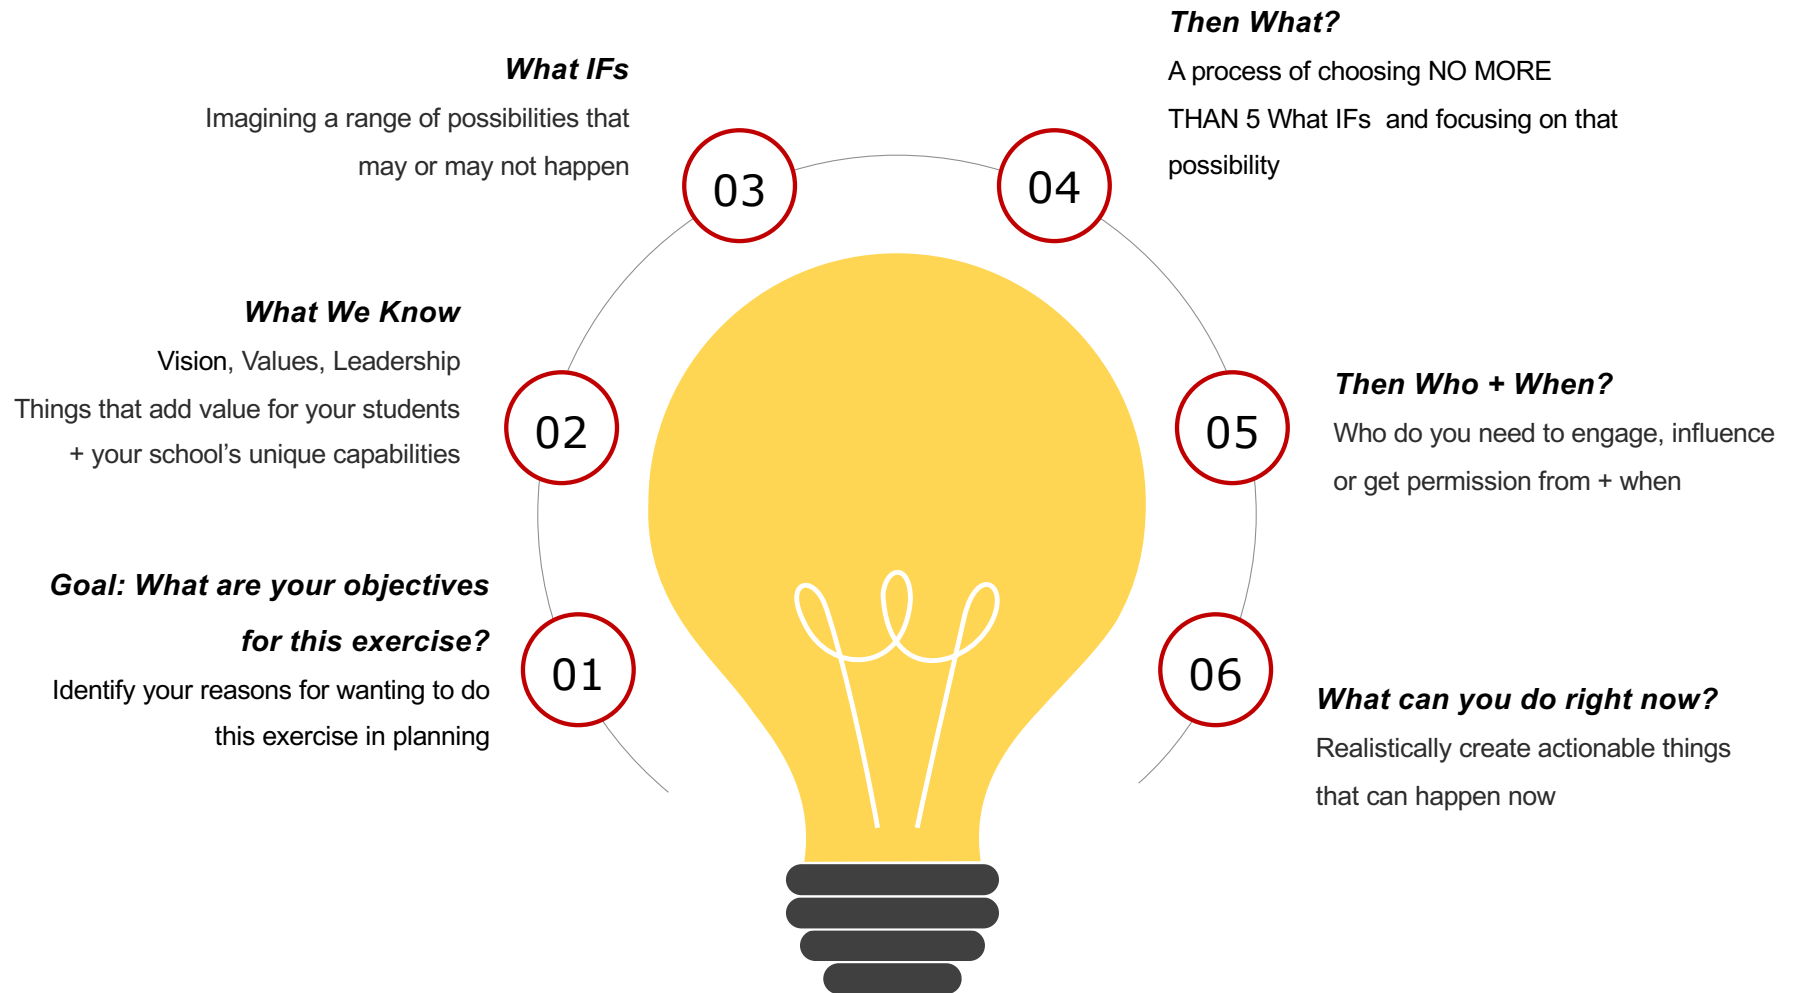 01
Goal: What are your objectives
for this exercise?
Identify your reasons for wanting to do
this exercise in planning
02
What We Know
Vision, Values, Leadership
Things that add value for your students
+ your school’s unique capabilities
03
What IFs
Imagining a range of possibilities that
may or may not happen
04
Then What?
A process of choosing NO MORE
THAN 5 What IFs and focusing on that
possibility
05
Then Who + When?
Who do you need to engage, influence
or get permission from + when
06
What can you do right now?
Realistically create actionable things
that can happen now